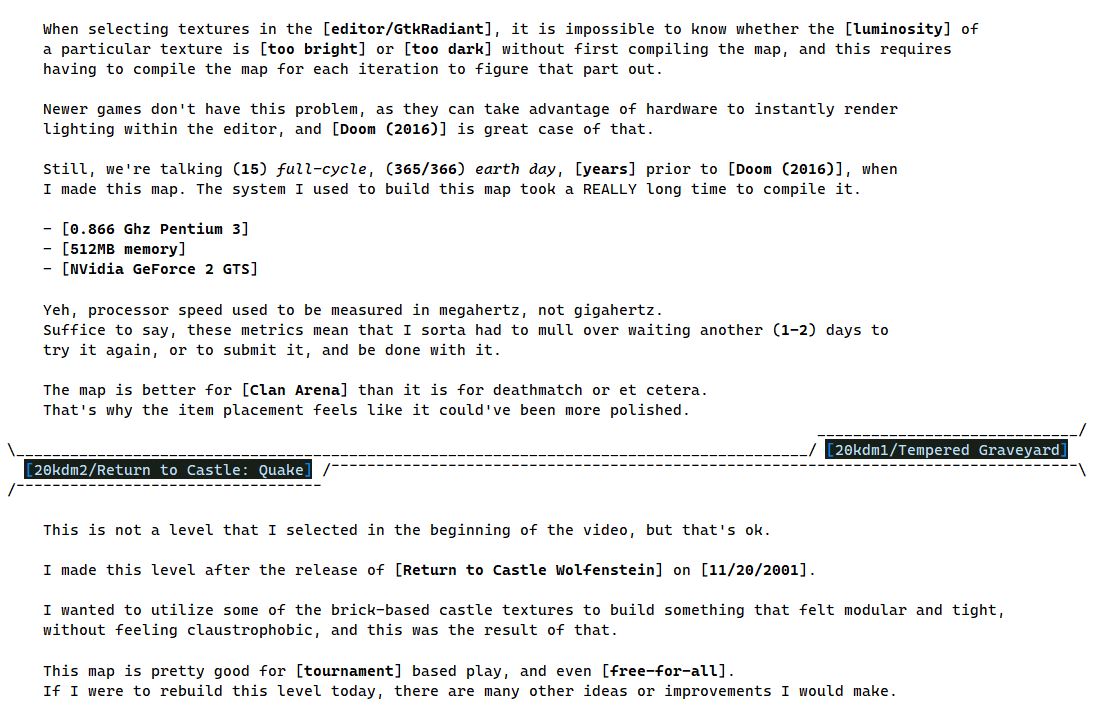 When selecting textures in the [editor/GtkRadiant], it is impossible to know whether the [luminosity] of
a particular texture is [too bright] or [too dark] without first compiling the map, and this requires
having to compile the map for each iteration to figure that part out.
Newer games don't have this problem, as they can take advantage of hardware to instantly render
lighting within the editor, and [Doom (2016)] is great case of that.
Still, we're talking (15) full-cycle, (365/366) earth day, [years] prior to [Doom (2016)], when
I made this map. The system I used to build this map took a REALLY long time to compile it.
- [0.866 Ghz Pentium 3]
- [512MB memory]
- [NVidia GeForce 2 GTS]
Yeh, processor speed used to be measured in megahertz, not gigahertz.
Suffice to say, these metrics mean that I sorta had to mull over waiting another (1-2) days to
try it again, or to submit it, and be done with it.
The map is better for [Clan Arena] than it is for deathmatch or et cetera.
That's why the item placement feels like it could've been more polished.
[20kdm1/Tempered Graveyard]
[20kdm2/Return to Castle: Quake]
This is not a level that I selected in the beginning of the video, but that's ok.
I made this level after the release of [Return to Castle Wolfenstein] on [11/20/2001].
I wanted to utilize some of the brick-based castle textures to build something that felt modular and tight,
without feeling claustrophobic, and this was the result of that.
This map is pretty good for [tournament] based play, and even [free-for-all].
If I were to rebuild this level today, there are many other ideas or improvements I would make.